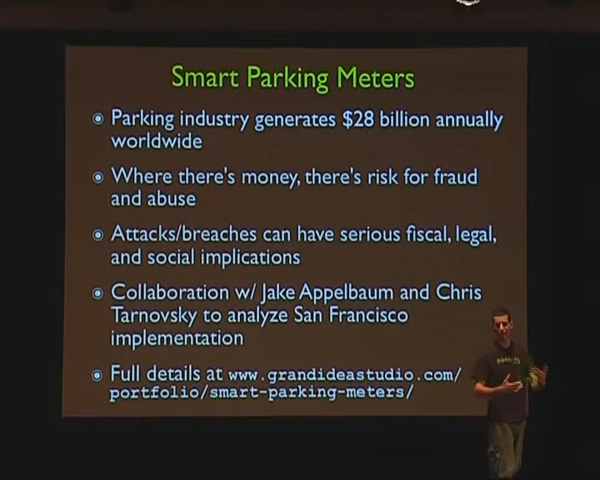 Smart Parking Meters
Parking industry generates $28 billion annually
worldwide
Where there's money, there's risk for fraud
and abuse
Attacks/breaches can have serious fiscal, legal,
and social implications
Collaboration w/ Jake Appelbaum and Chris
Tarnovsky to analyze San Francisco
implementation
Full details at www.grandideastudio.com/
portfolio/smart-parking-meters/